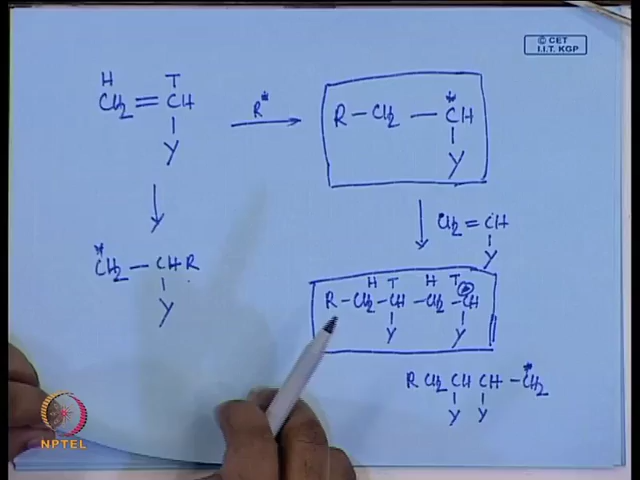 © CET
I.I.T. KGP
H T
CH2 = CH
Y
R*
R - CH2 - *CH
Y
CH2 = CH
Y
*CH2 - CHR
Y
H T H T
R - CH2 - CH - CH2 - *CH
Y Y
R CH2 CH CH - *CH2
Y Y
NPTEL